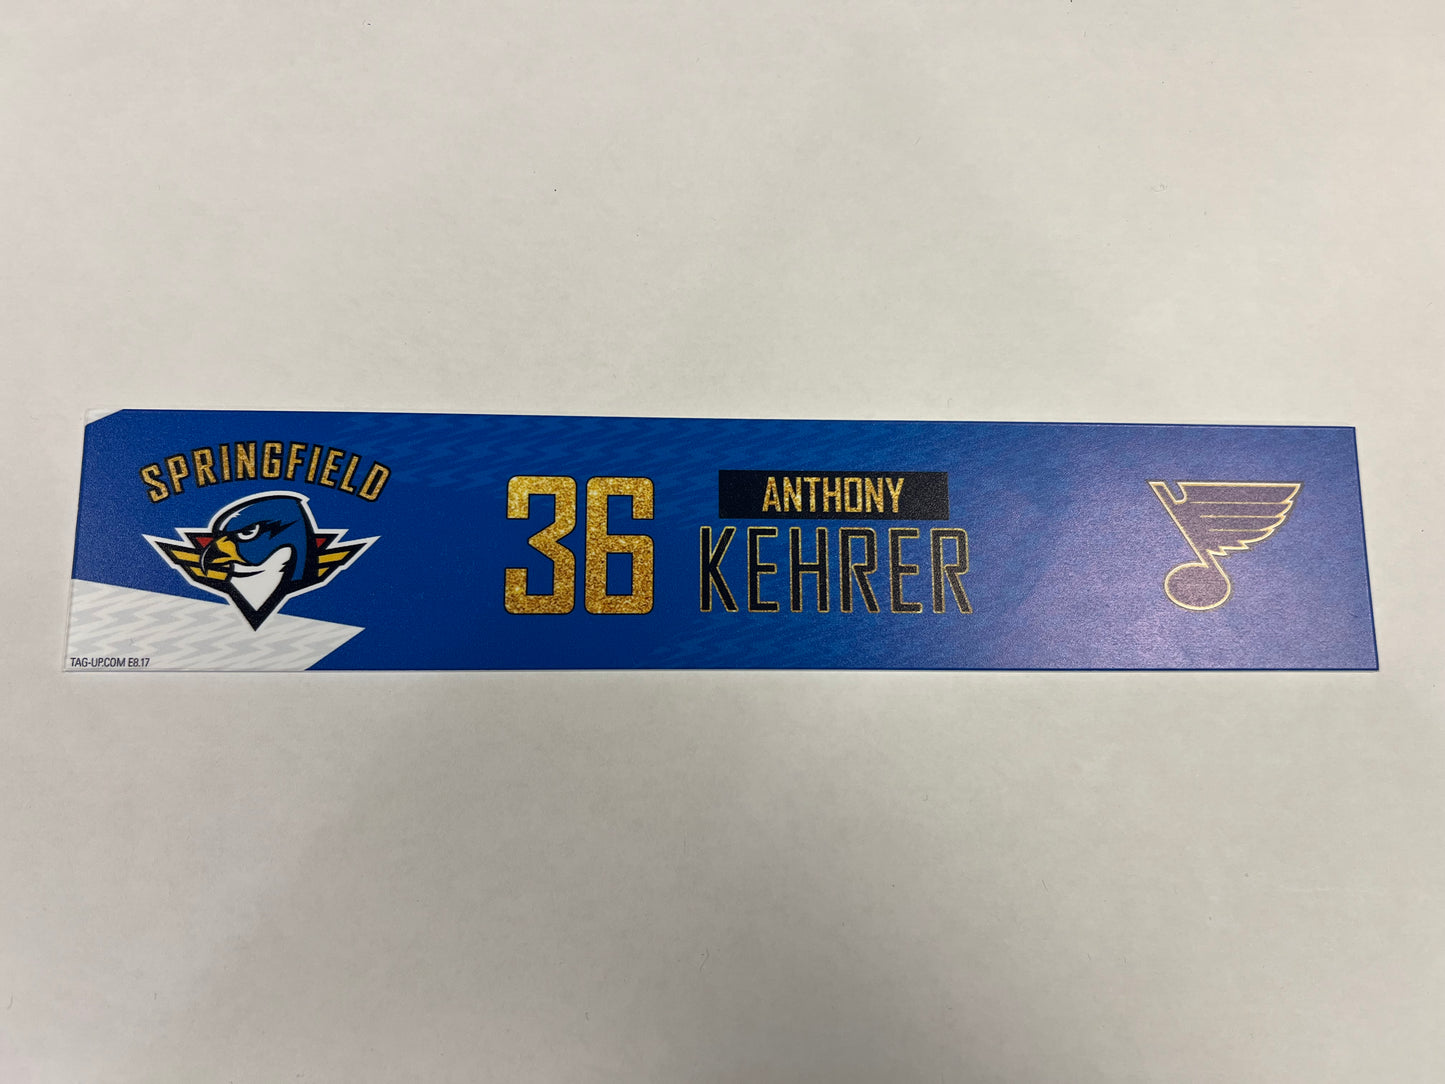 SPRINGFIELD
36
ANTHONY
KEHRER
TAG-UP.COM E8.17